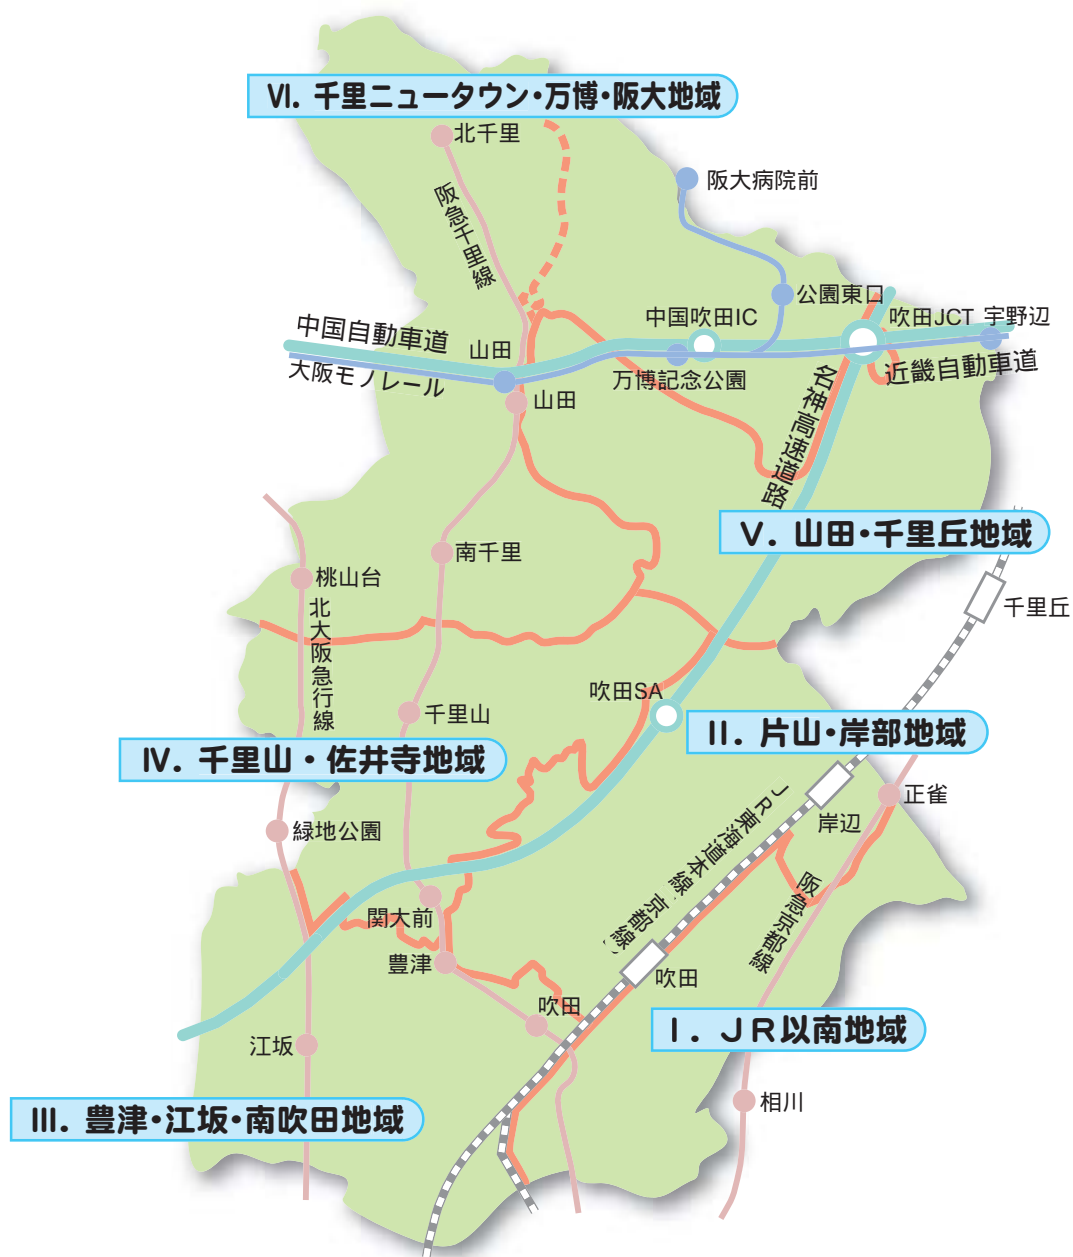 VI. 千里ニュータウン・万博・阪大地域
北千里
阪急千里線
阪大病院前
公園東口
中国吹田IC
吹田JCT
宇野辺
中国自動車道
山田
大阪モノレール
万博記念公園
近畿自動車道
山田
名神高速道路
V. 山田・千里丘地域
南千里
桃山台
千里丘
北大阪急行線
吹田SA
千里山
II. 片山・岸部地域
IV. 千里山・佐井寺地域
正雀
JR東海道本線
京都線
岸辺
緑地公園
阪急京都線
関大前
豊津
吹田
吹田
I. JR以南地域
江坂
相川
III. 豊津・江坂・南吹田地域